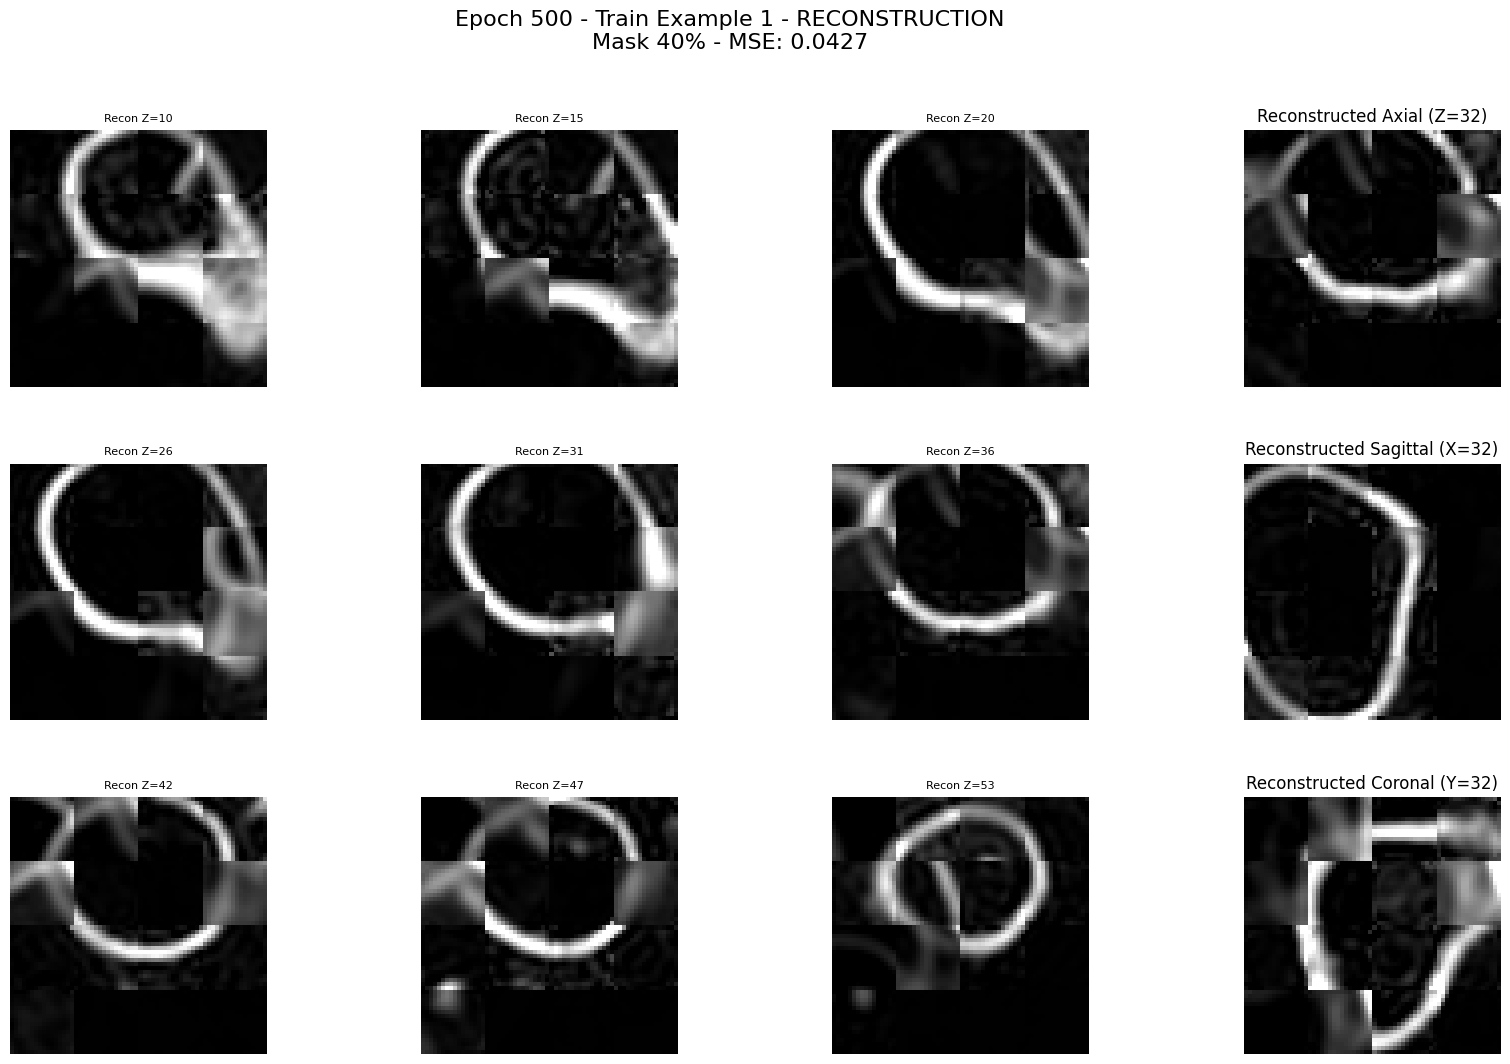 Epoch 500 - Train Example 1 - RECONSTRUCTION
Mask 40% - MSE: 0.0427
Recon Z=10
Recon Z=15
Recon Z=20
Reconstructed Axial (Z=32)
Recon Z=26
Recon Z=31
Recon Z=36
Reconstructed Sagittal (X=32)
Recon Z=42
Recon Z=47
Recon Z=53
Reconstructed Coronal (Y=32)